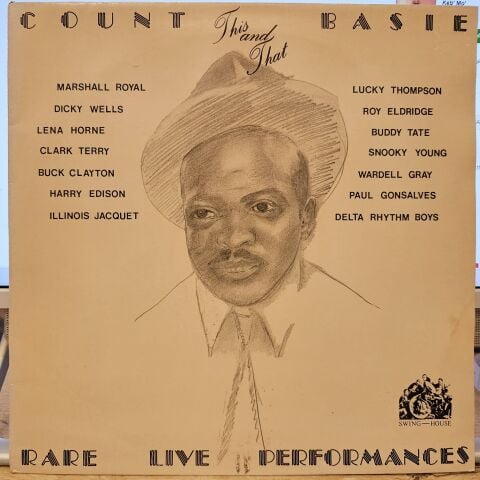 COUNT BASIE
This
and
That
MARSHALL ROYAL
DICKY WELLS
LENA HORNE
CLARK TERRY
BUCK CLAYTON
HARRY EDISON
ILLINOIS JACQUET
LUCKY THOMPSON
ROY ELDRIDGE
BUDDY TATE
SNOOKY YOUNG
WARDELL GRAY
PAUL GONSALVES
DELTA RHYTHM BOYS
SWING—HOUSE
RARE LIVE PERFORMANCES
Keb' Mo'